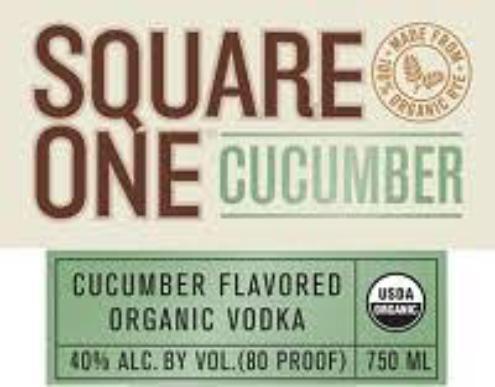 SQUARE
ONE CUCUMBER
MADE FROM
100% ORGANIC RYE
CUCUMBER FLAVORED
ORGANIC VODKA
USDA
ORGANIC
40% ALC. BY VOL.(80 PROOF) 750 ML